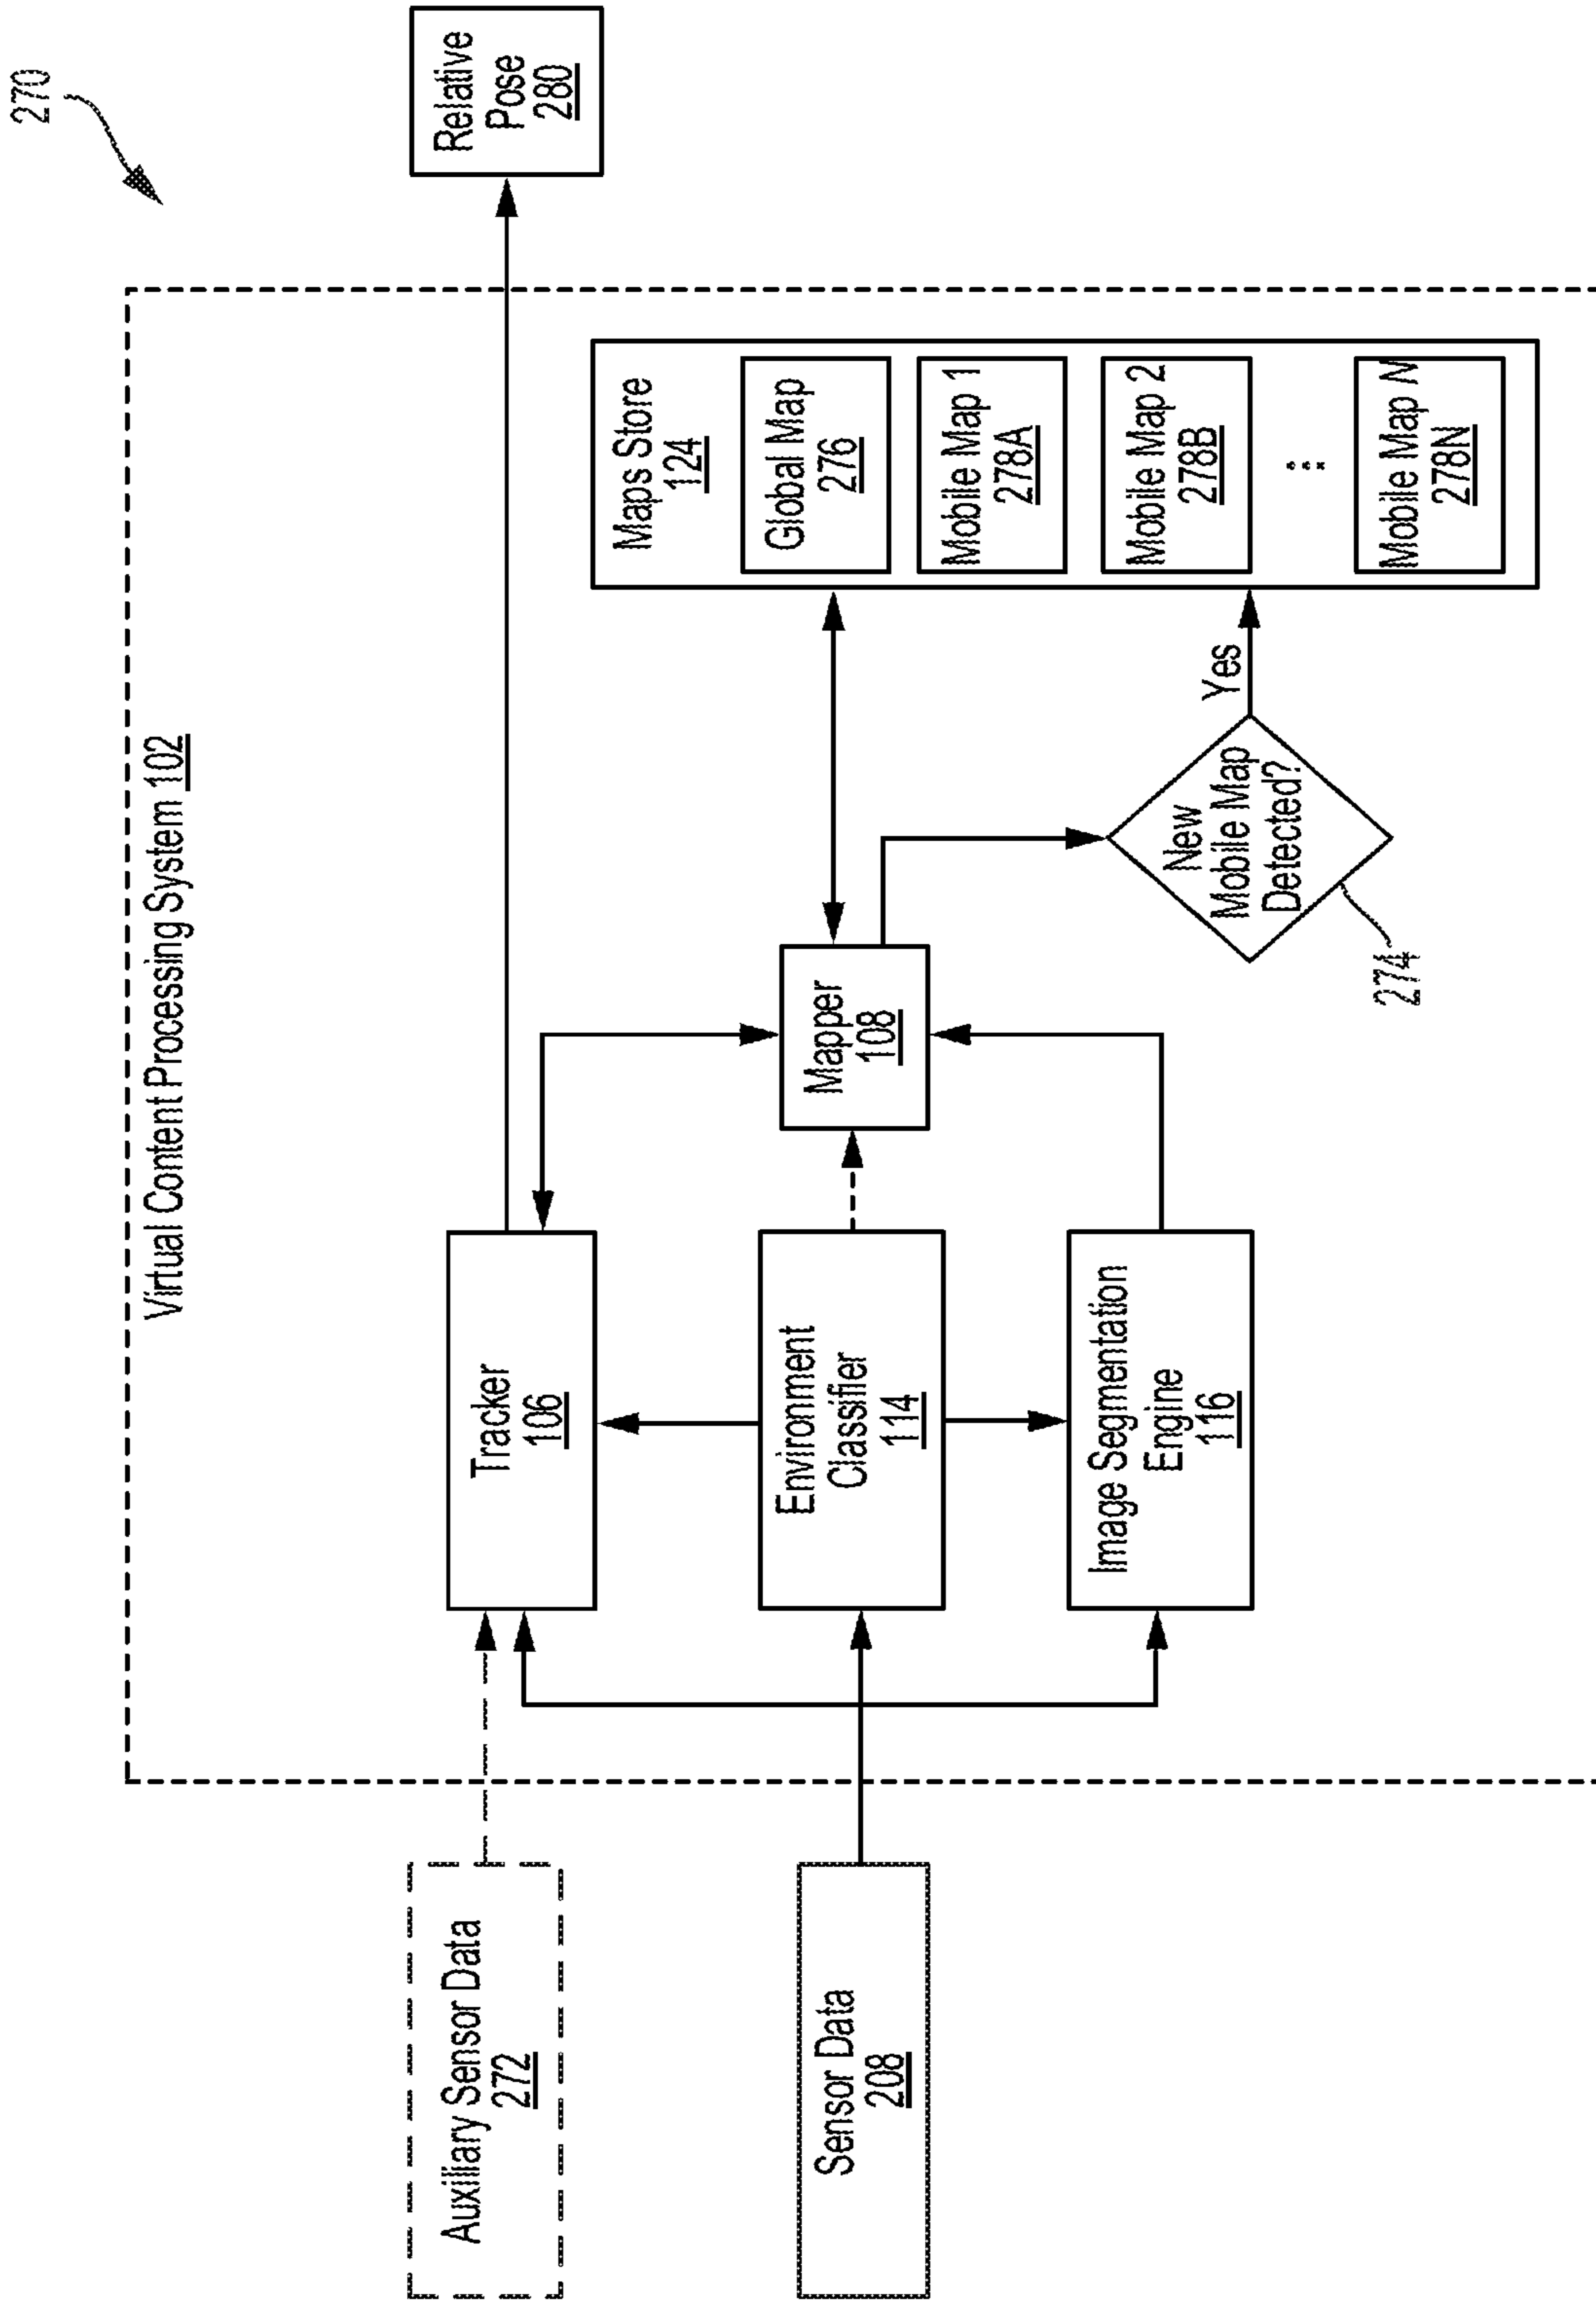 270
Virtual Content Processing System 102
Auxiliary Sensor Data
272
Sensor Data
208
Tracker
106
Environment
Classifier
114
Image Segmentation
Engine
116
Mapper
108
New
Mobile Map
Detected?
274
Yes
Maps Store
124
Global Map
276
Mobile Map 1
278A
Mobile Map 2
278B
...
Mobile Map N
278N
Relative
Pose
280